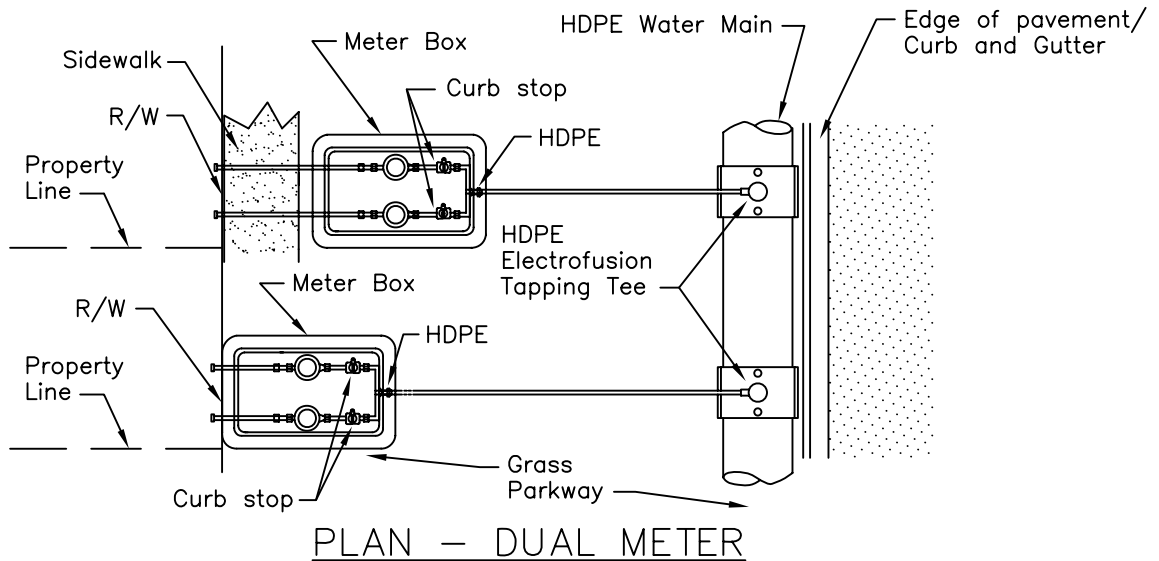 HDPE Water Main
Edge of pavement/
Curb and Gutter
Meter Box
Sidewalk
Curb stop
R/W
HDPE
Property
Line
HDPE
Electrofusion
Tapping Tee
Meter Box
R/W
HDPE
Property
Line
Grass
Parkway
Curb stop
PLAN – DUAL METER